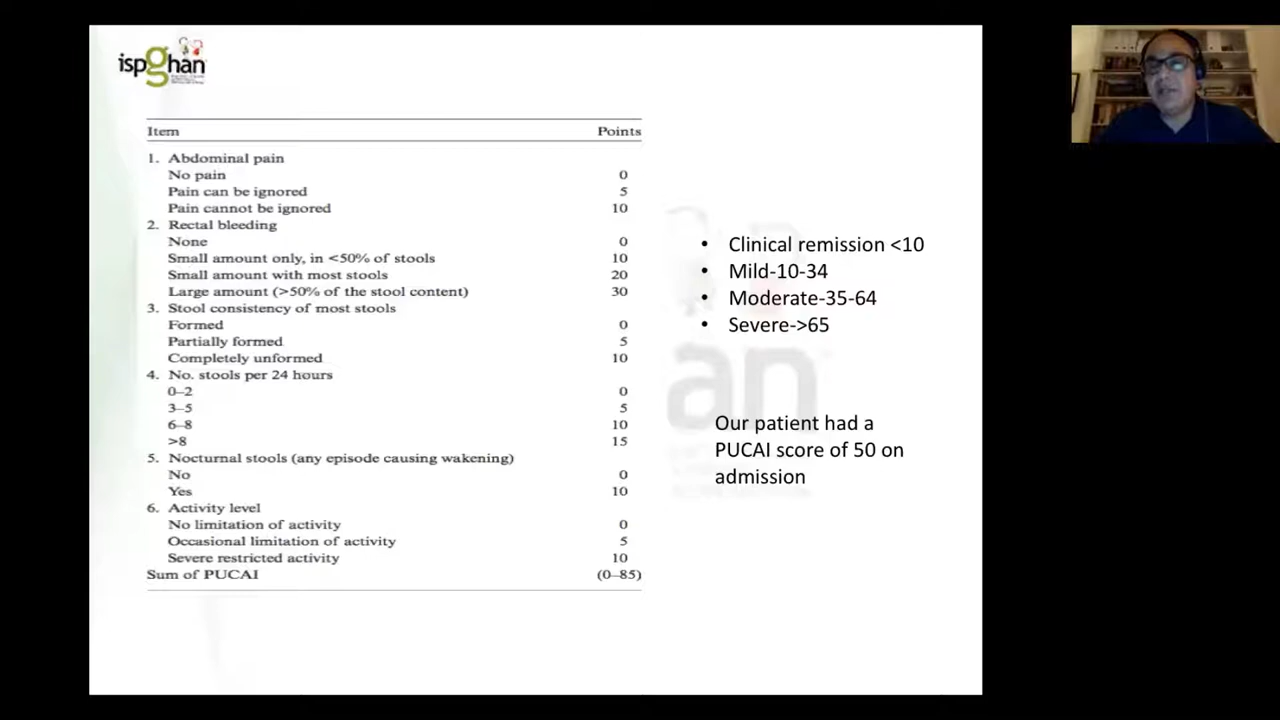 ispghan
Item Points
1. Abdominal pain
No pain 0
Pain can be ignored 5
Pain cannot be ignored 10
2. Rectal bleeding
None 0
Small amount only, in <50% of stools 10
Small amount with most stools 20
Large amount (>50% of the stool content) 30
3. Stool consistency of most stools
Formed 0
Partially formed 5
Completely unformed 10
4. No. stools per 24 hours
0–2 0
3–5 5
6–8 10
>8 15
5. Nocturnal stools (any episode causing wakening)
No 0
Yes 10
6. Activity level
No limitation of activity 0
Occasional limitation of activity 5
Severe restricted activity 10
Sum of PUCAI (0–85)
• Clinical remission <10
• Mild-10-34
• Moderate-35-64
• Severe->65
an
Our patient had a
PUCAI score of 50 on
admission